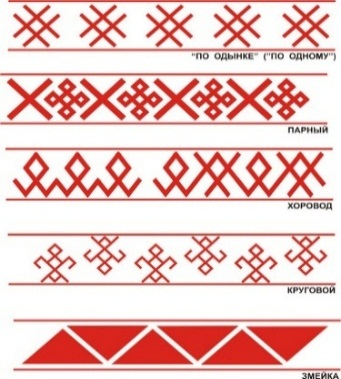 "ПО ОДЫНКЕ" ("ПО ОДНОМУ")
ПАРНЫЙ
ХОРОВОД
КРУГОВОЙ
ЗМЕЙКА